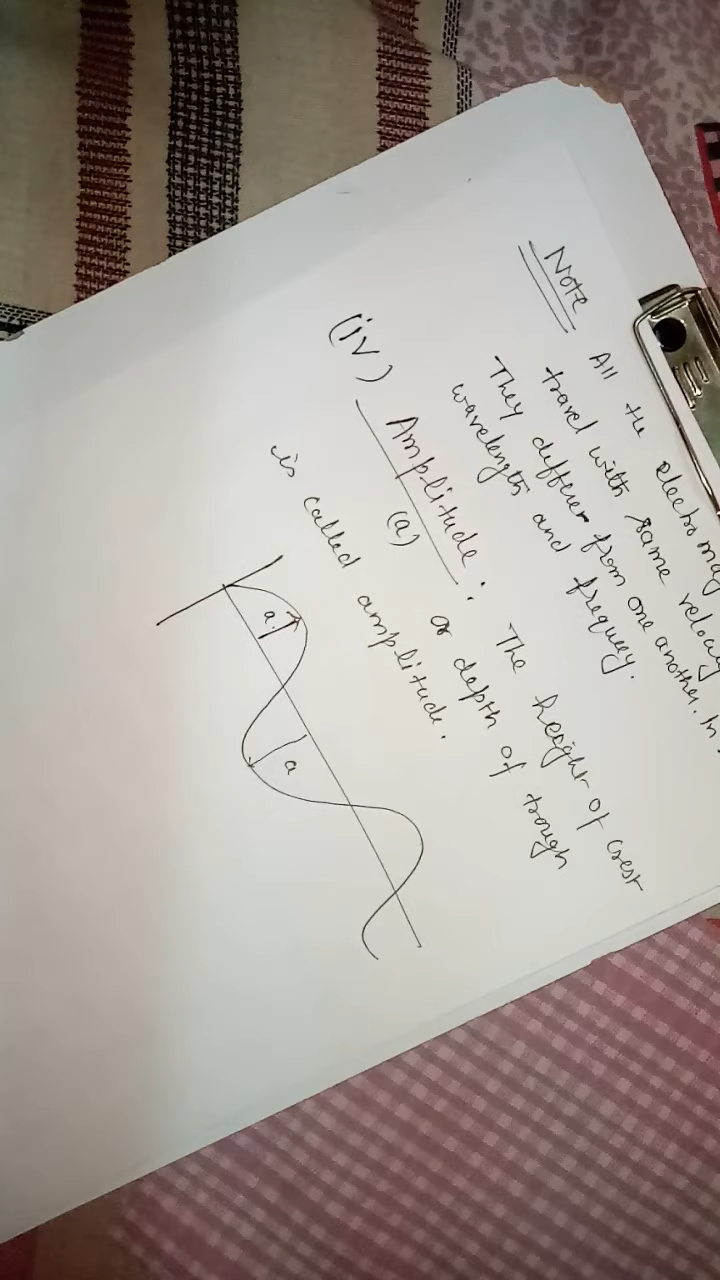 Note All the electromag
travel with same velocity
They differ from one another. In
wavelength and frequency.
(iv) Amplitude : The height of crest
(a) or depth of trough
is called amplitude.
a
a